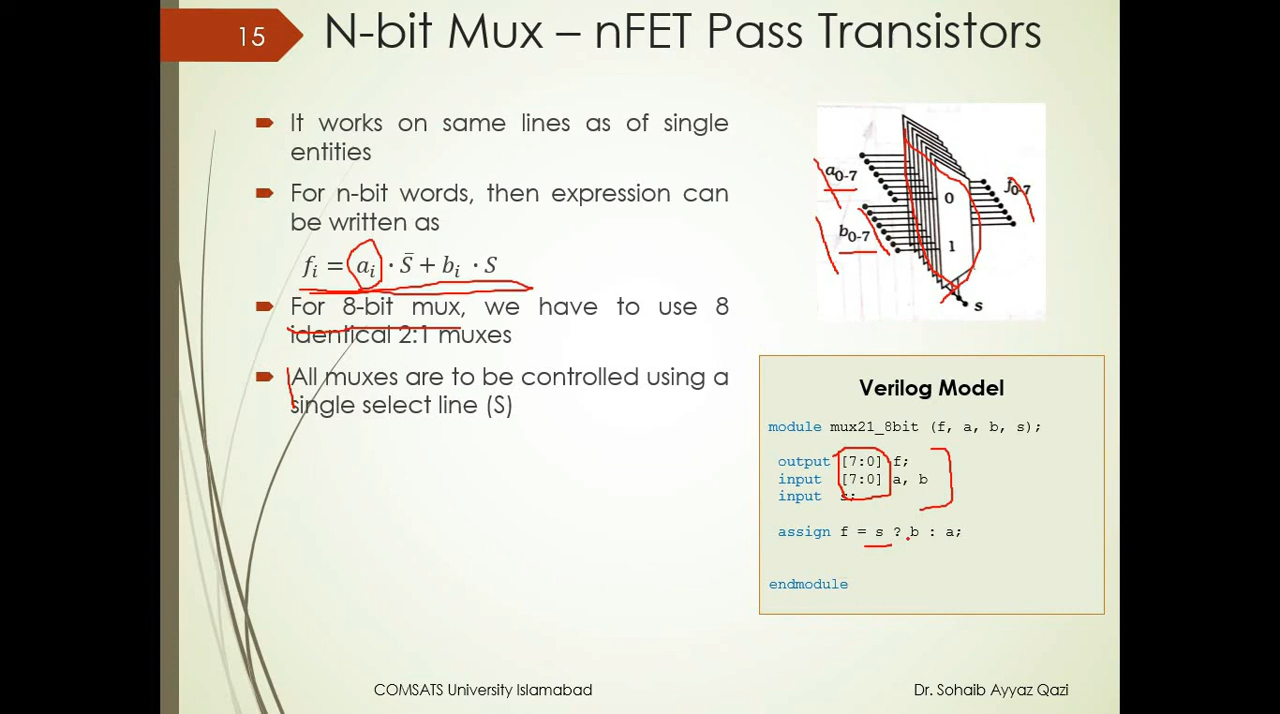 15
N-bit Mux – nFET Pass Transistors
It works on same lines as of single
entities
For n-bit words, then expression can
be written as
fᵢ = aᵢ · S̄ + bᵢ · S
For 8-bit mux, we have to use 8
identical 2:1 muxes
All muxes are to be controlled using a
single select line (S)
a₀₋₇
b₀₋₇
0
1
f₀₋₇
s
Verilog Model
module mux21_8bit (f, a, b, s);
output [7:0] f;
input [7:0] a, b
input s;
assign f = s ? b : a;
endmodule
COMSATS University Islamabad
Dr. Sohaib Ayyaz Qazi